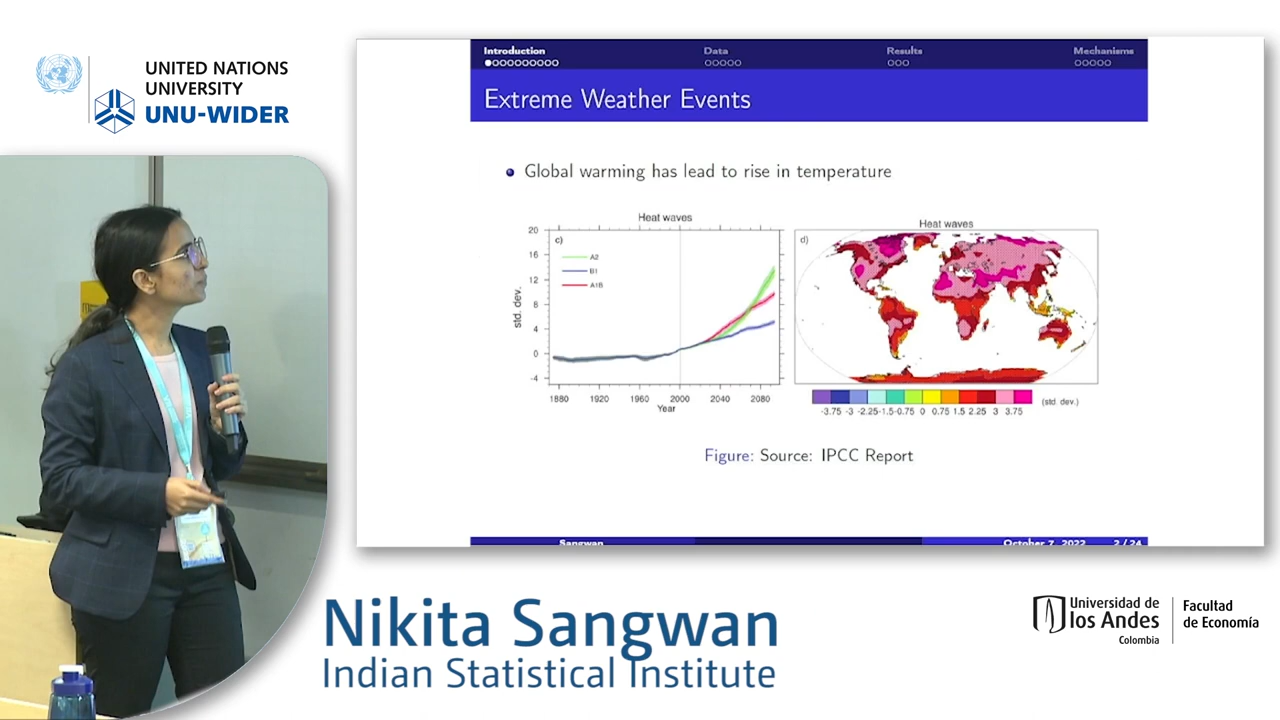 UNITED NATIONS
UNIVERSITY
UNU-WIDER
Introduction Data Results Mechanisms
Extreme Weather Events
Global warming has lead to rise in temperature
Heat waves
c)
A2
B1
A1B
std. dev.
20
16
12
8
4
0
-4
1880 1920 1960 2000 2040 2080
Year
Heat waves
d)
-3.75 -3 -2.25 -1.5 -0.75 0 0.75 1.5 2.25 3 3.75 (std. dev.)
Figure: Source: IPCC Report
Sangwan October 7, 2022 2 / 24
Nikita Sangwan
Indian Statistical Institute
Universidad de
los Andes
Colombia
Facultad
de Economía